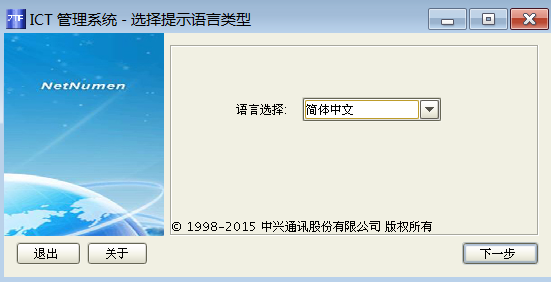 ICT 管理系统 - 选择提示语言类型
NetNumen
语言选择: 简体中文
© 1998-2015 中兴通讯股份有限公司 版权所有
退出 关于 下一步